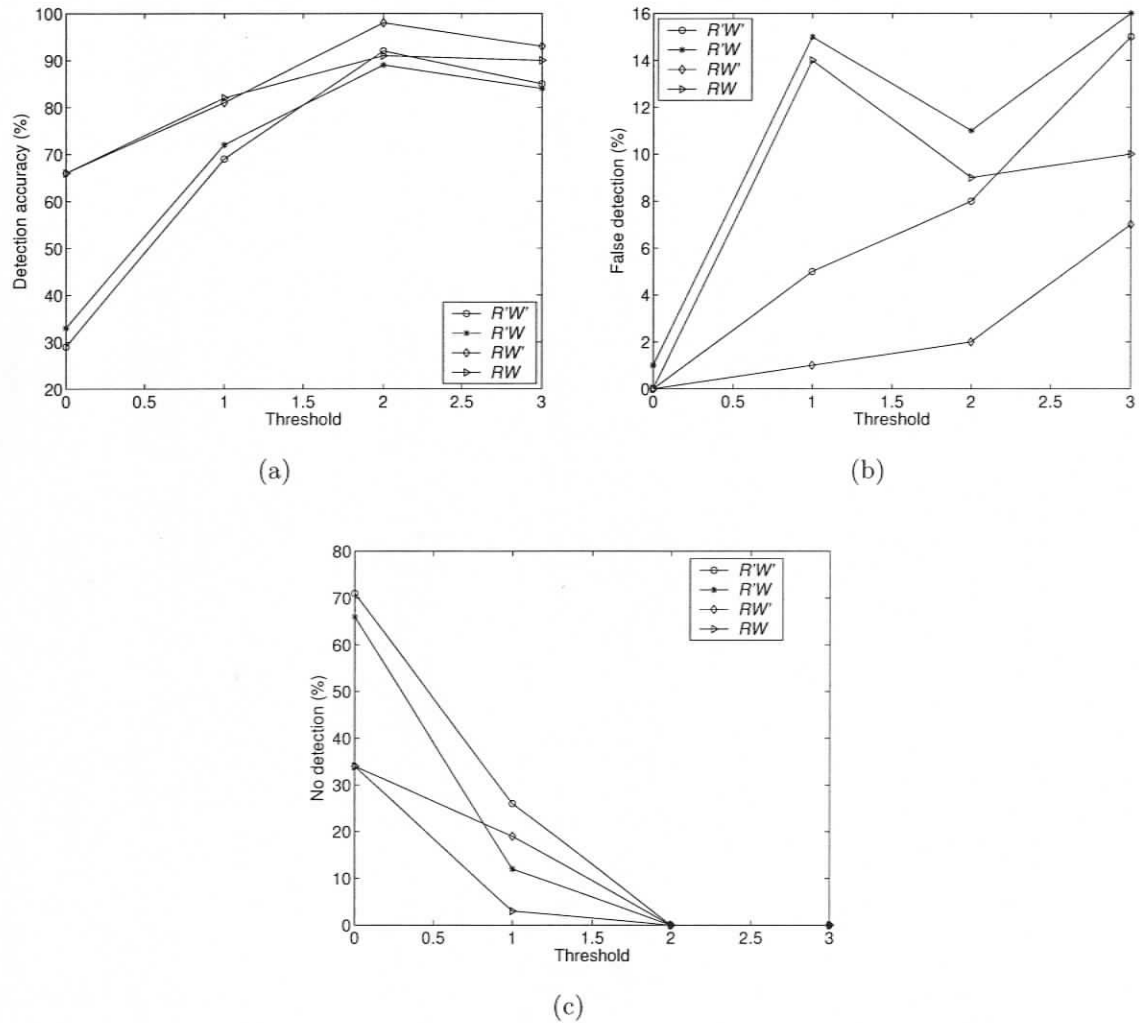 100
90
80
70
60
50
40
30
20
0 0.5 1 1.5 2 2.5 3
Detection accuracy (%)
Threshold
R'W'
R'W
RW'
RW
(a)
16
14
12
10
8
6
4
2
0
0 0.5 1 1.5 2 2.5 3
False detection (%)
Threshold
R'W'
R'W
RW'
RW
(b)
80
70
60
50
40
30
20
10
0
0 0.5 1 1.5 2 2.5 3
No detection (%)
Threshold
R'W'
R'W
RW'
RW
(c)